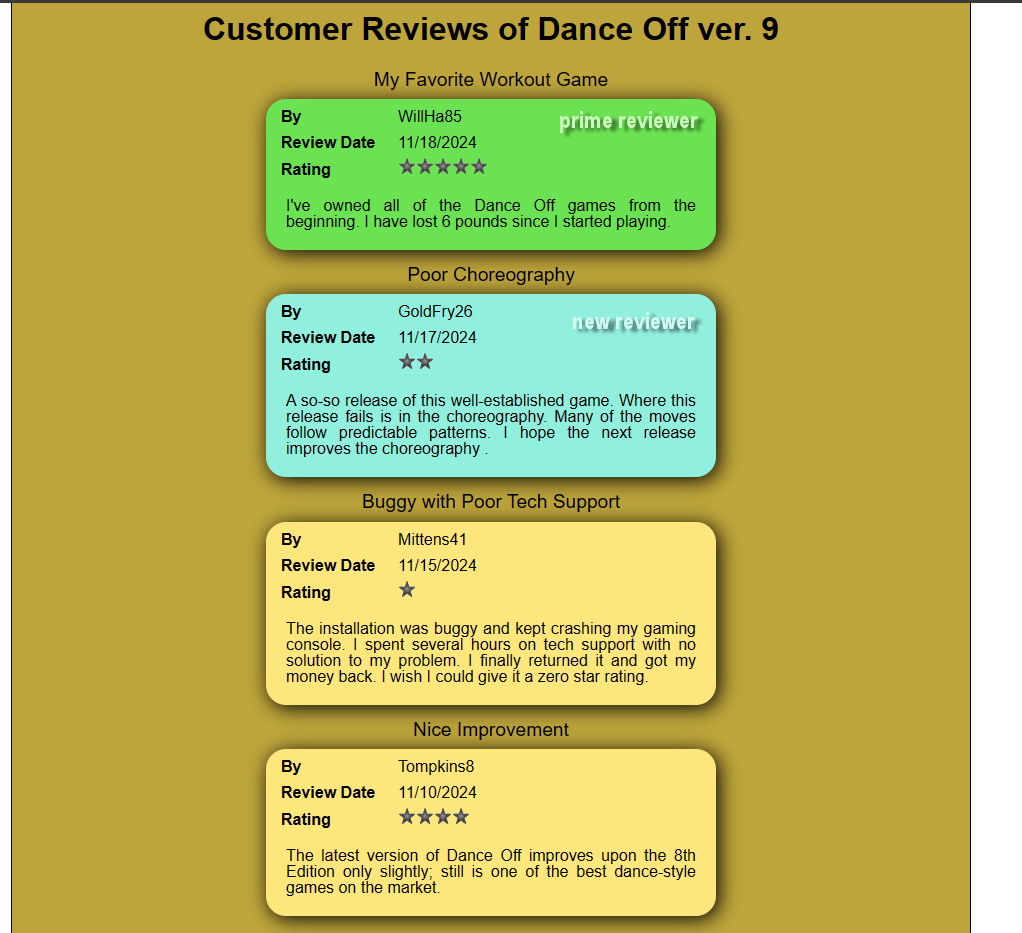 Customer Reviews of Dance Off ver. 9
My Favorite Workout Game
By WillHa85 prime reviewer
Review Date 11/18/2024
Rating
I've owned all of the Dance Off games from the
beginning. I have lost 6 pounds since I started playing.
Poor Choreography
By GoldFry26
new reviewer
Review Date 11/17/2024
Rating
A so-so release of this well-established game. Where this
release fails is in the choreography. Many of the moves
follow predictable patterns. I hope the next release
improves the choreography .
Buggy with Poor Tech Support
By Mittens41
Review Date 11/15/2024
Rating
The installation was buggy and kept crashing my gaming
console. I spent several hours on tech support with no
solution to my problem. I finally returned it and got my
money back. I wish I could give it a zero star rating.
Nice Improvement
By Tompkins8
Review Date 11/10/2024
Rating
The latest version of Dance Off improves upon the 8th
Edition only slightly; still is one of the best dance-style
games on the market.